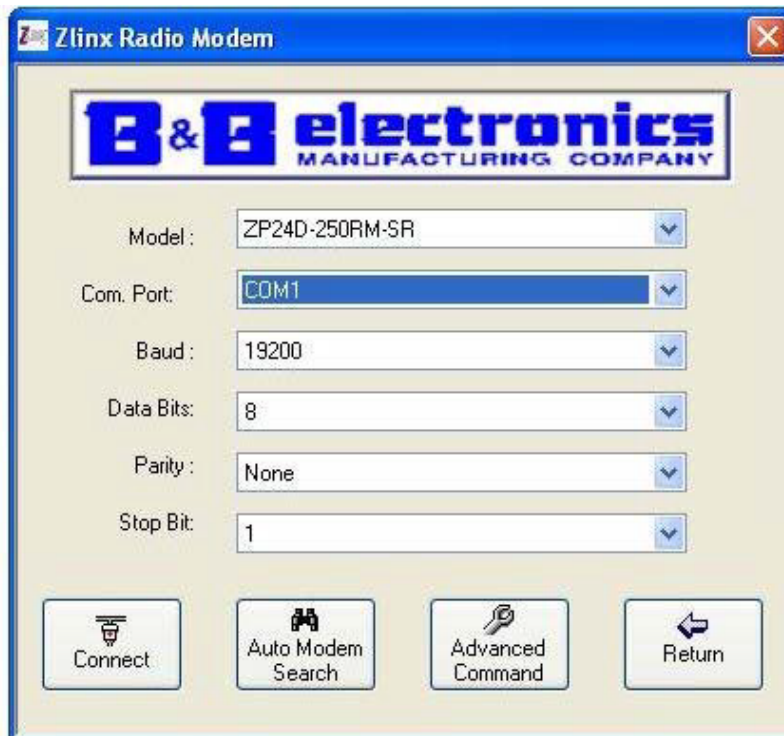 Zlinx Radio Modem
B&B electronics
MANUFACTURING COMPANY
Model : ZP24D-250RM-SR
Com. Port: COM1
Baud : 19200
Data Bits: 8
Parity : None
Stop Bit: 1
Connect
Auto Modem
Search
Advanced
Command
Return